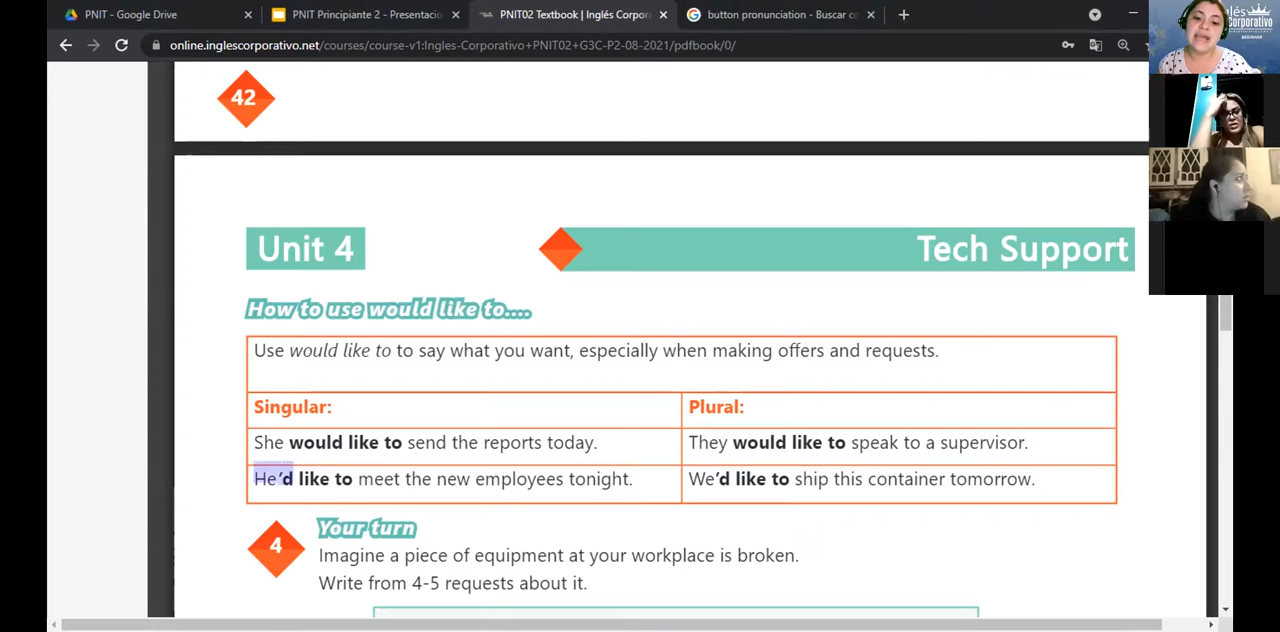 PNIT - Google Drive
PNIT Principiante 2 - Presentacio
PNIT02 Textbook | Inglés Corpor
button pronunciation - Buscar co
online.inglescorporativo.net/courses/course-v1:Ingles-Corporativo+PNIT02+G3C-P2-08-2021/pdfbook/0/
Inglés
Corporativo
BEGINNER
42
Unit 4
Tech Support
How to use would like to....
Use would like to to say what you want, especially when making offers and requests.
Singular:
Plural:
She would like to send the reports today.
They would like to speak to a supervisor.
He'd like to meet the new employees tonight.
We'd like to ship this container tomorrow.
4
Your turn
Imagine a piece of equipment at your workplace is broken.
Write from 4-5 requests about it.